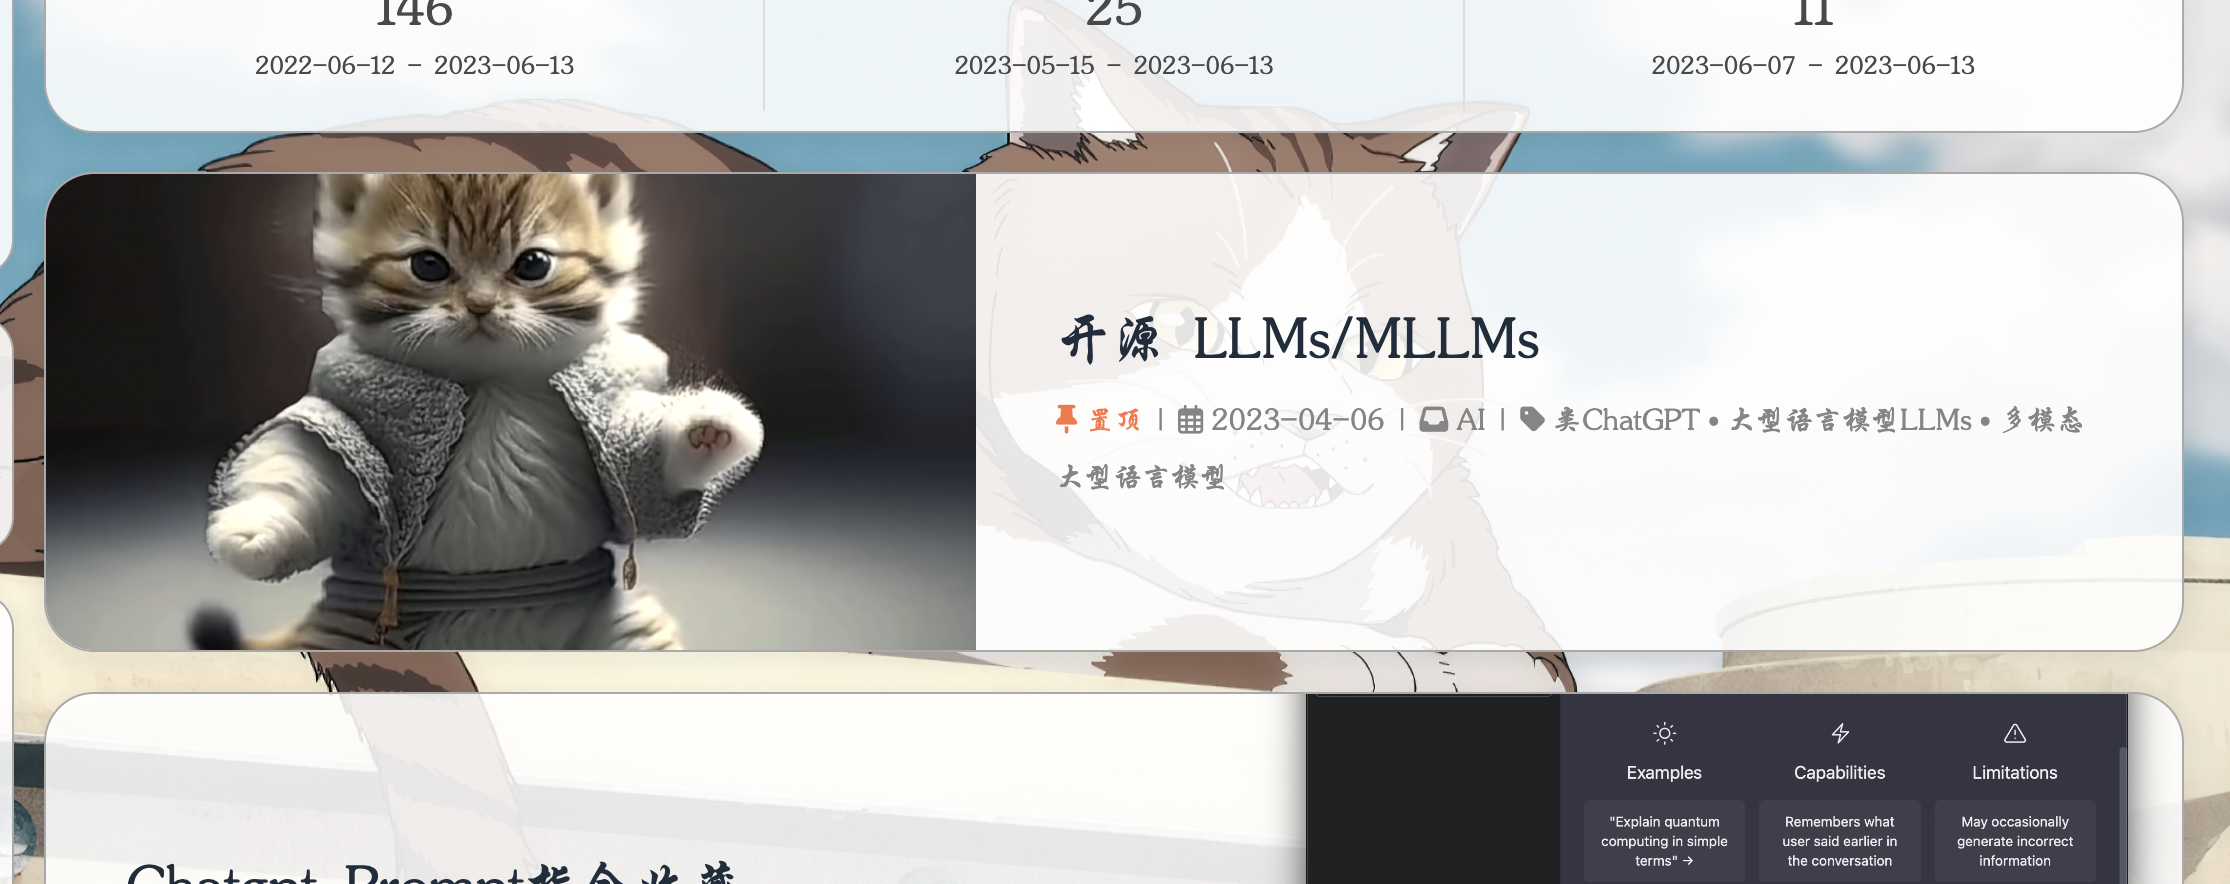 146
25
11
2022-06-12 - 2023-06-13
2023-05-15 - 2023-06-13
2023-06-07 - 2023-06-13
开源 LLMs/MLLMs
置顶 | 2023-04-06 | AI | 类ChatGPT • 大型语言模型LLMs • 多模态
大型语言模型
Chatgpt Prompt指令收藏
Examples
Capabilities
Limitations
"Explain quantum
computing in simple
terms" →
Remembers what
user said earlier in
the conversation
May occasionally
generate incorrect
information